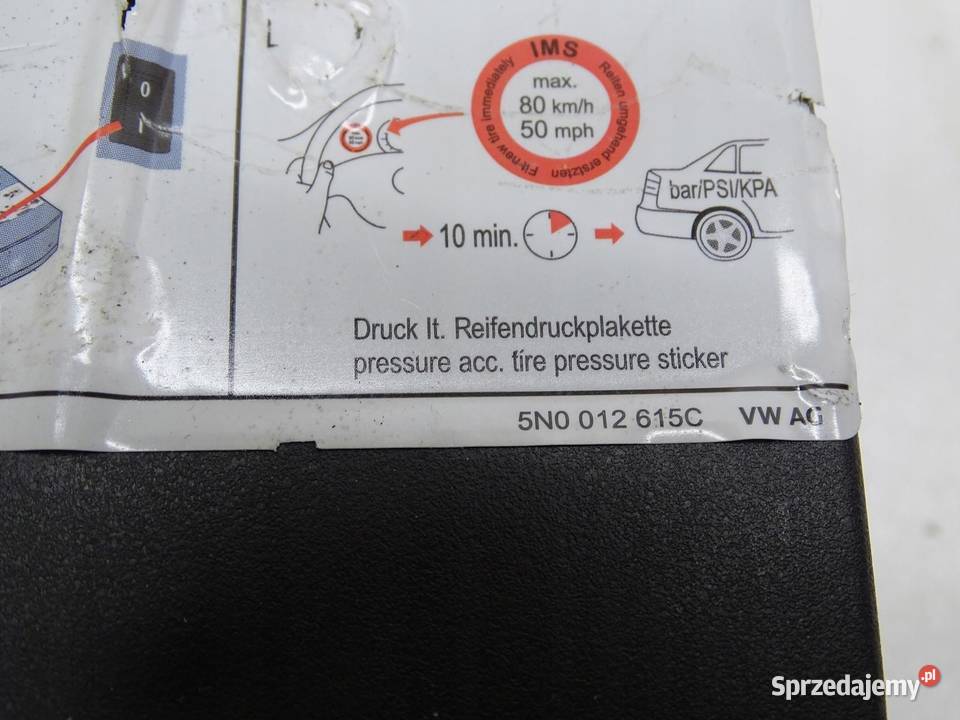 L
0
I
IMS
max.
80 km/h
50 mph
Fit new tire immediately
Reifen umgehend erstzten
bar/PSI/KPA
10 min.
Druck lt. Reifendruckplakette
pressure acc. tire pressure sticker
5N0 012 615C VW AG
Sprzedajemy.pl